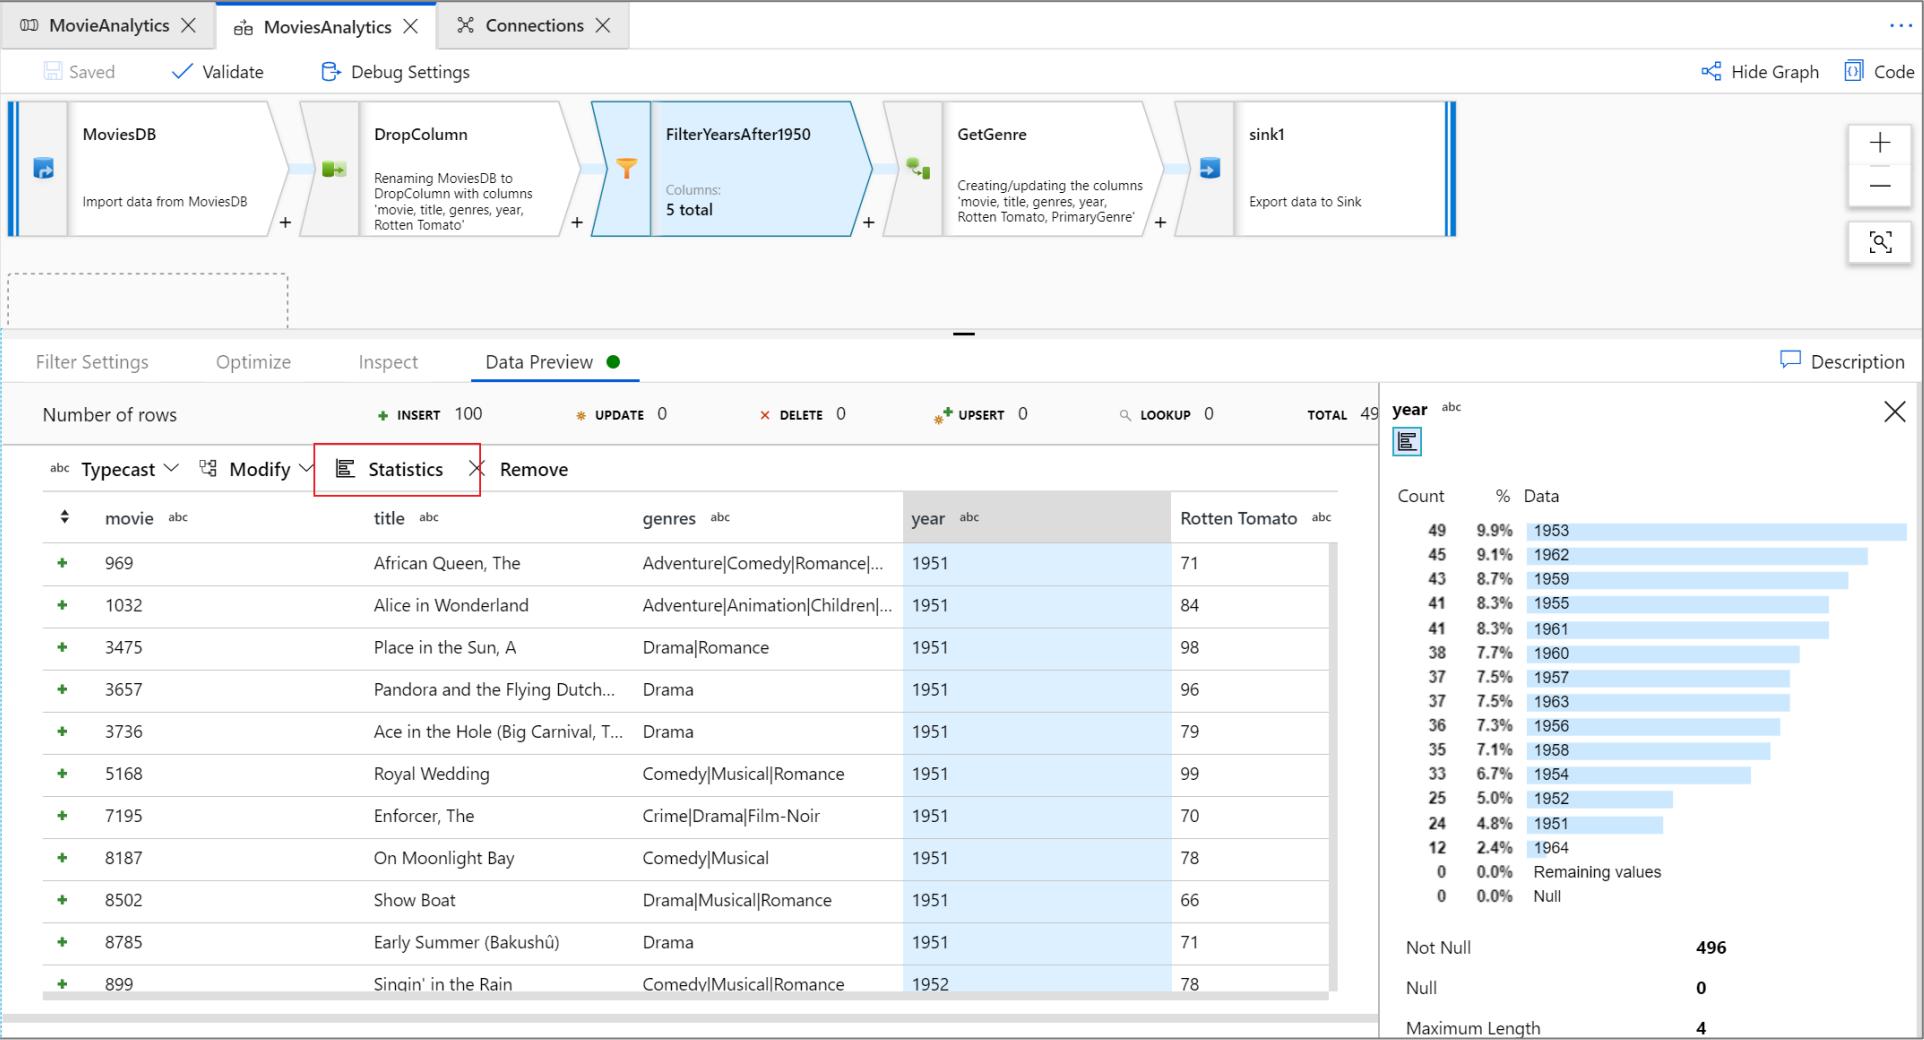 MovieAnalytics MoviesAnalytics Connections
Saved Validate Debug Settings Hide Graph Code
MoviesDB
Import data from MoviesDB
+
DropColumn
Renaming MoviesDB to
DropColumn with columns
'movie, title, genres, year,
Rotten Tomato'
+
FilterYearsAfter1950
Columns:
5 total
+
GetGenre
Creating/updating the columns
'movie, title, genres, year,
Rotten Tomato, PrimaryGenre'
+
sink1
Export data to Sink
Filter Settings Optimize Inspect Data Preview Description
Number of rows INSERT 100 UPDATE 0 DELETE 0 UPSERT 0 LOOKUP 0 TOTAL 49
abc Typecast Modify Statistics Remove
movie abc title abc genres abc year abc Rotten Tomato abc
969 African Queen, The Adventure|Comedy|Romance|... 1951 71
1032 Alice in Wonderland Adventure|Animation|Children|... 1951 84
3475 Place in the Sun, A Drama|Romance 1951 98
3657 Pandora and the Flying Dutch... Drama 1951 96
3736 Ace in the Hole (Big Carnival, T... Drama 1951 79
5168 Royal Wedding Comedy|Musical|Romance 1951 99
7195 Enforcer, The Crime|Drama|Film-Noir 1951 70
8187 On Moonlight Bay Comedy|Musical 1951 78
8502 Show Boat Drama|Musical|Romance 1951 66
8785 Early Summer (Bakushû) Drama 1951 71
899 Singin' in the Rain Comedy|Musical|Romance 1952 78
year abc
Count % Data
49 9.9% 1953
45 9.1% 1962
43 8.7% 1959
41 8.3% 1955
41 8.3% 1961
38 7.7% 1960
37 7.5% 1957
37 7.5% 1963
36 7.3% 1956
35 7.1% 1958
33 6.7% 1954
25 5.0% 1952
24 4.8% 1951
12 2.4% 1964
0 0.0% Remaining values
0 0.0% Null
Not Null 496
Null 0
Maximum Length 4